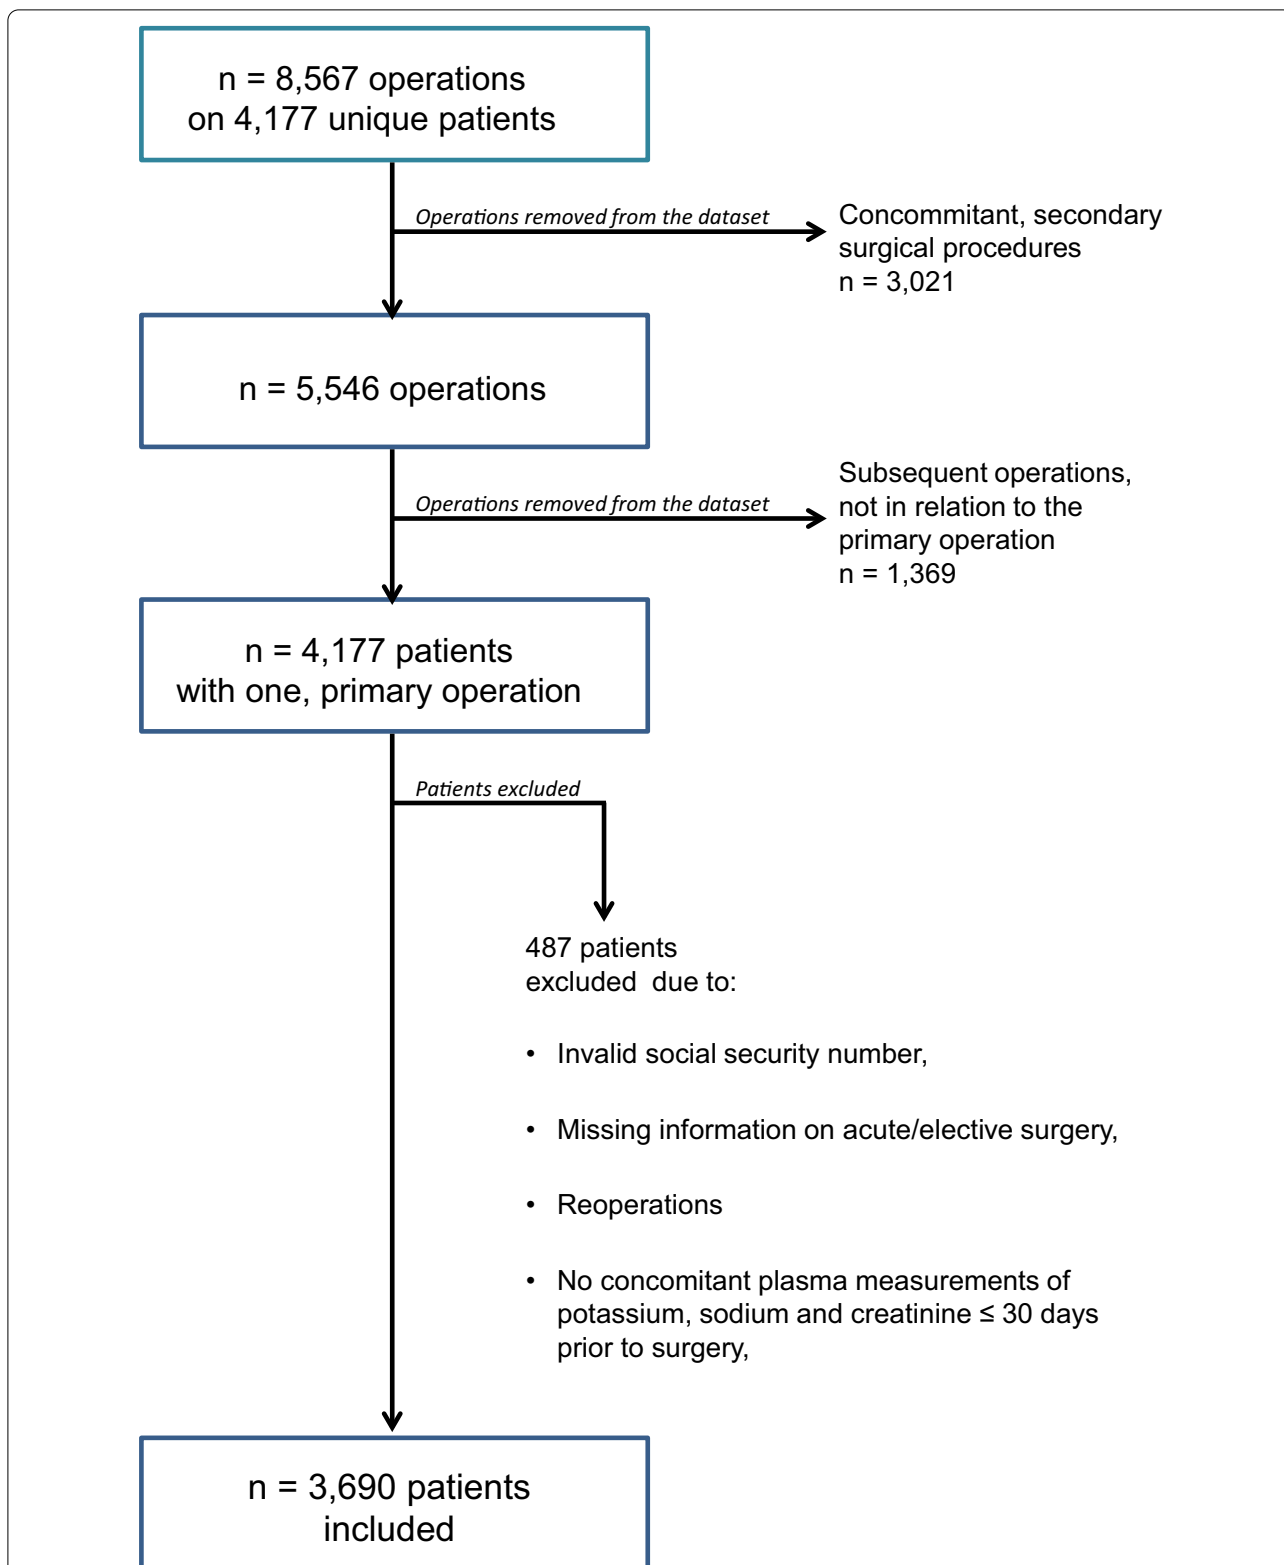 n = 8,567 operations
on 4,177 unique patients
Operations removed from the dataset
Concommitant, secondary
surgical procedures
n = 3,021
n = 5,546 operations
Operations removed from the dataset
Subsequent operations,
not in relation to the
primary operation
n = 1,369
n = 4,177 patients
with one, primary operation
Patients excluded
487 patients
excluded  due to:
• Invalid social security number,
• Missing information on acute/elective surgery,
• Reoperations
• No concomitant plasma measurements of
potassium, sodium and creatinine ≤ 30 days
prior to surgery,
n = 3,690 patients
included